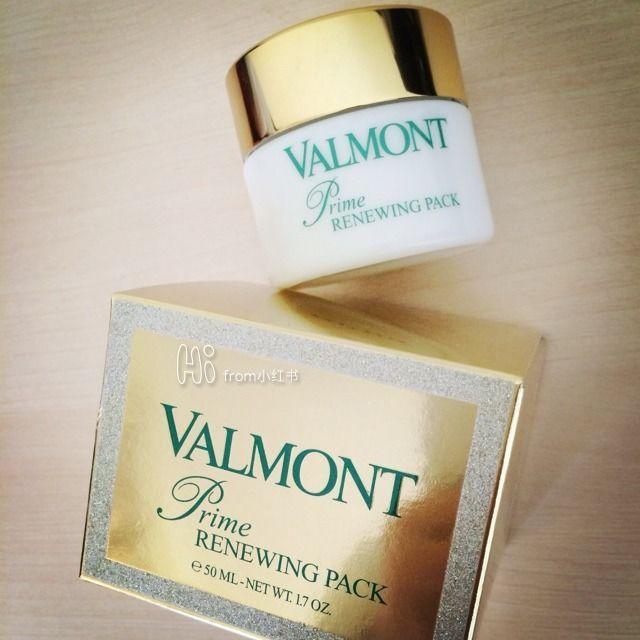 VALMONT
Prime
RENEWING PACK
Hi from小红书
VALMONT
Prime
RENEWING PACK
℮ 50 ML - NET WT. 1.7 OZ.